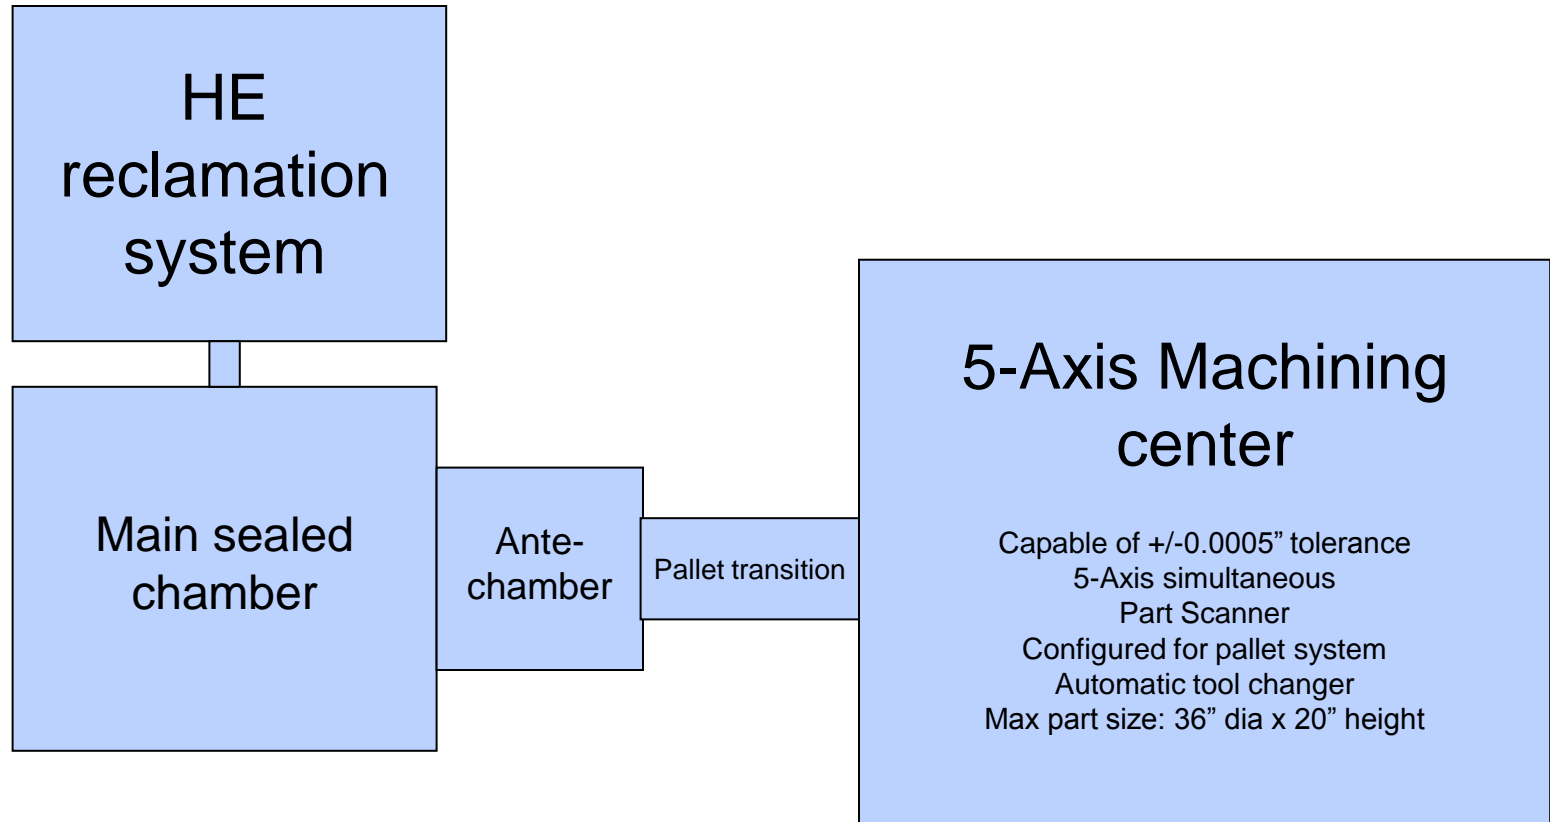 HE
reclamation
system
Main sealed
chamber
Ante-
chamber
Pallet transition
5-Axis Machining
center
Capable of +/-0.0005” tolerance
5-Axis simultaneous
Part Scanner
Configured for pallet system
Automatic tool changer
Max part size: 36” dia x 20” height